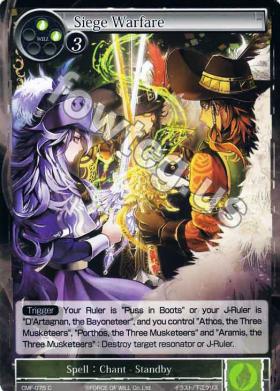 Siege Warfare
WILL
3
fowtcg.us
Trigger Your Ruler is "Puss in Boots" or your J-Ruler is
"D'Artagnan, the Bayoneteer", and you control "Athos, the Three
Musketeers", "Porthos, the Three Musketeers" and "Aramis, the Three
Musketeers" : Destroy target resonator or J-Ruler.
Spell : Chant - Standby
CMF-075 C
©FORCE OF WILL Co.,Ltd.